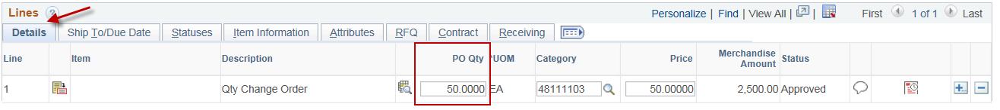 Lines ? Personalize | Find | View All | | First 1 of 1 Last
Details Ship To/Due Date Statuses Item Information Attributes RFQ Contract Receiving
Line Item Description PO Qty *UOM Category Price Merchandise Amount Status
1 Qty Change Order 50.0000 EA 48111103 50.00000 2,500.00 Approved